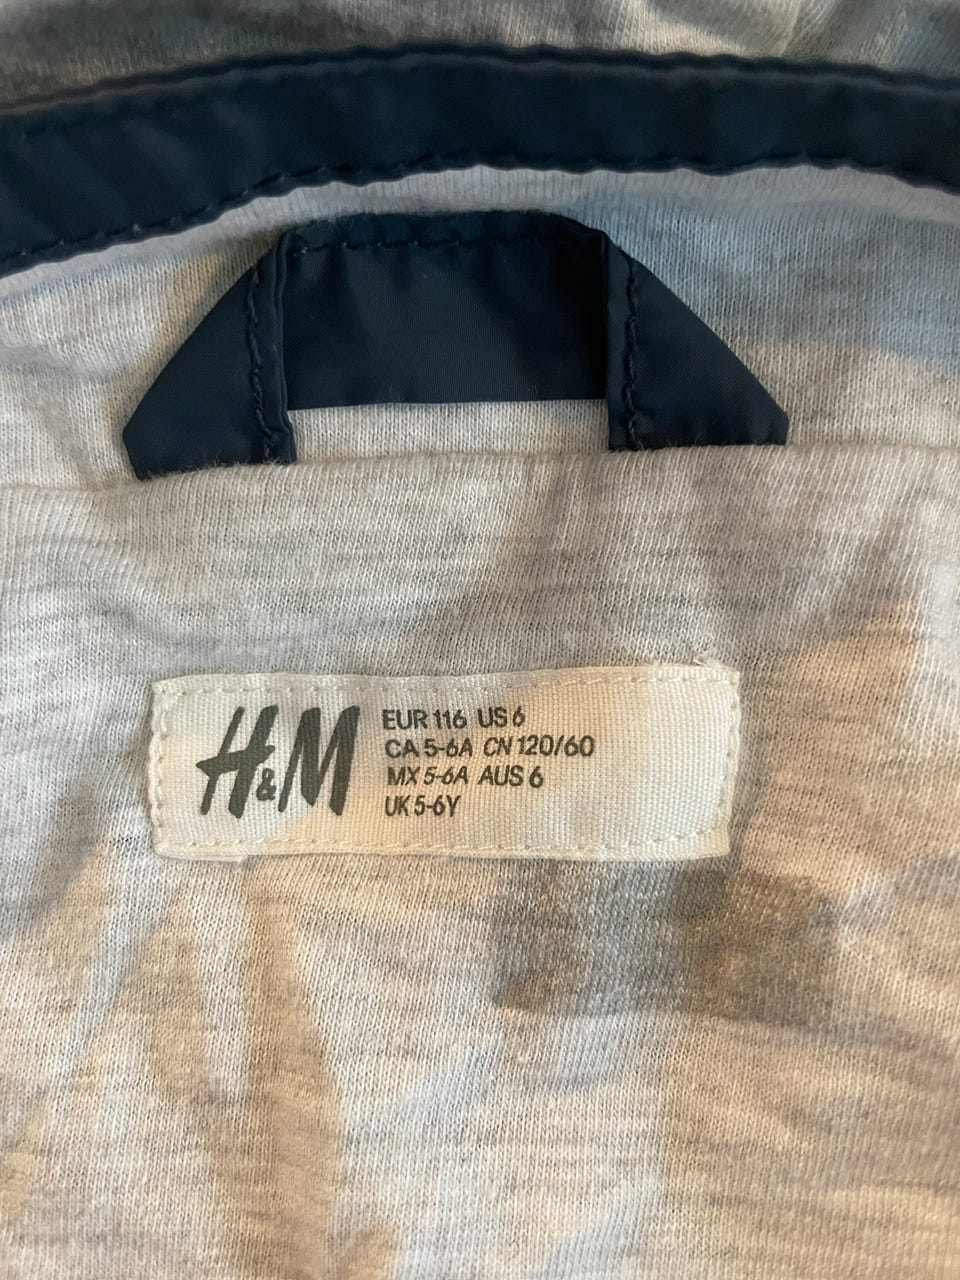 H&M
EUR 116 US 6
CA 5-6A CN 120/60
MX 5-6A AUS 6
UK 5-6Y